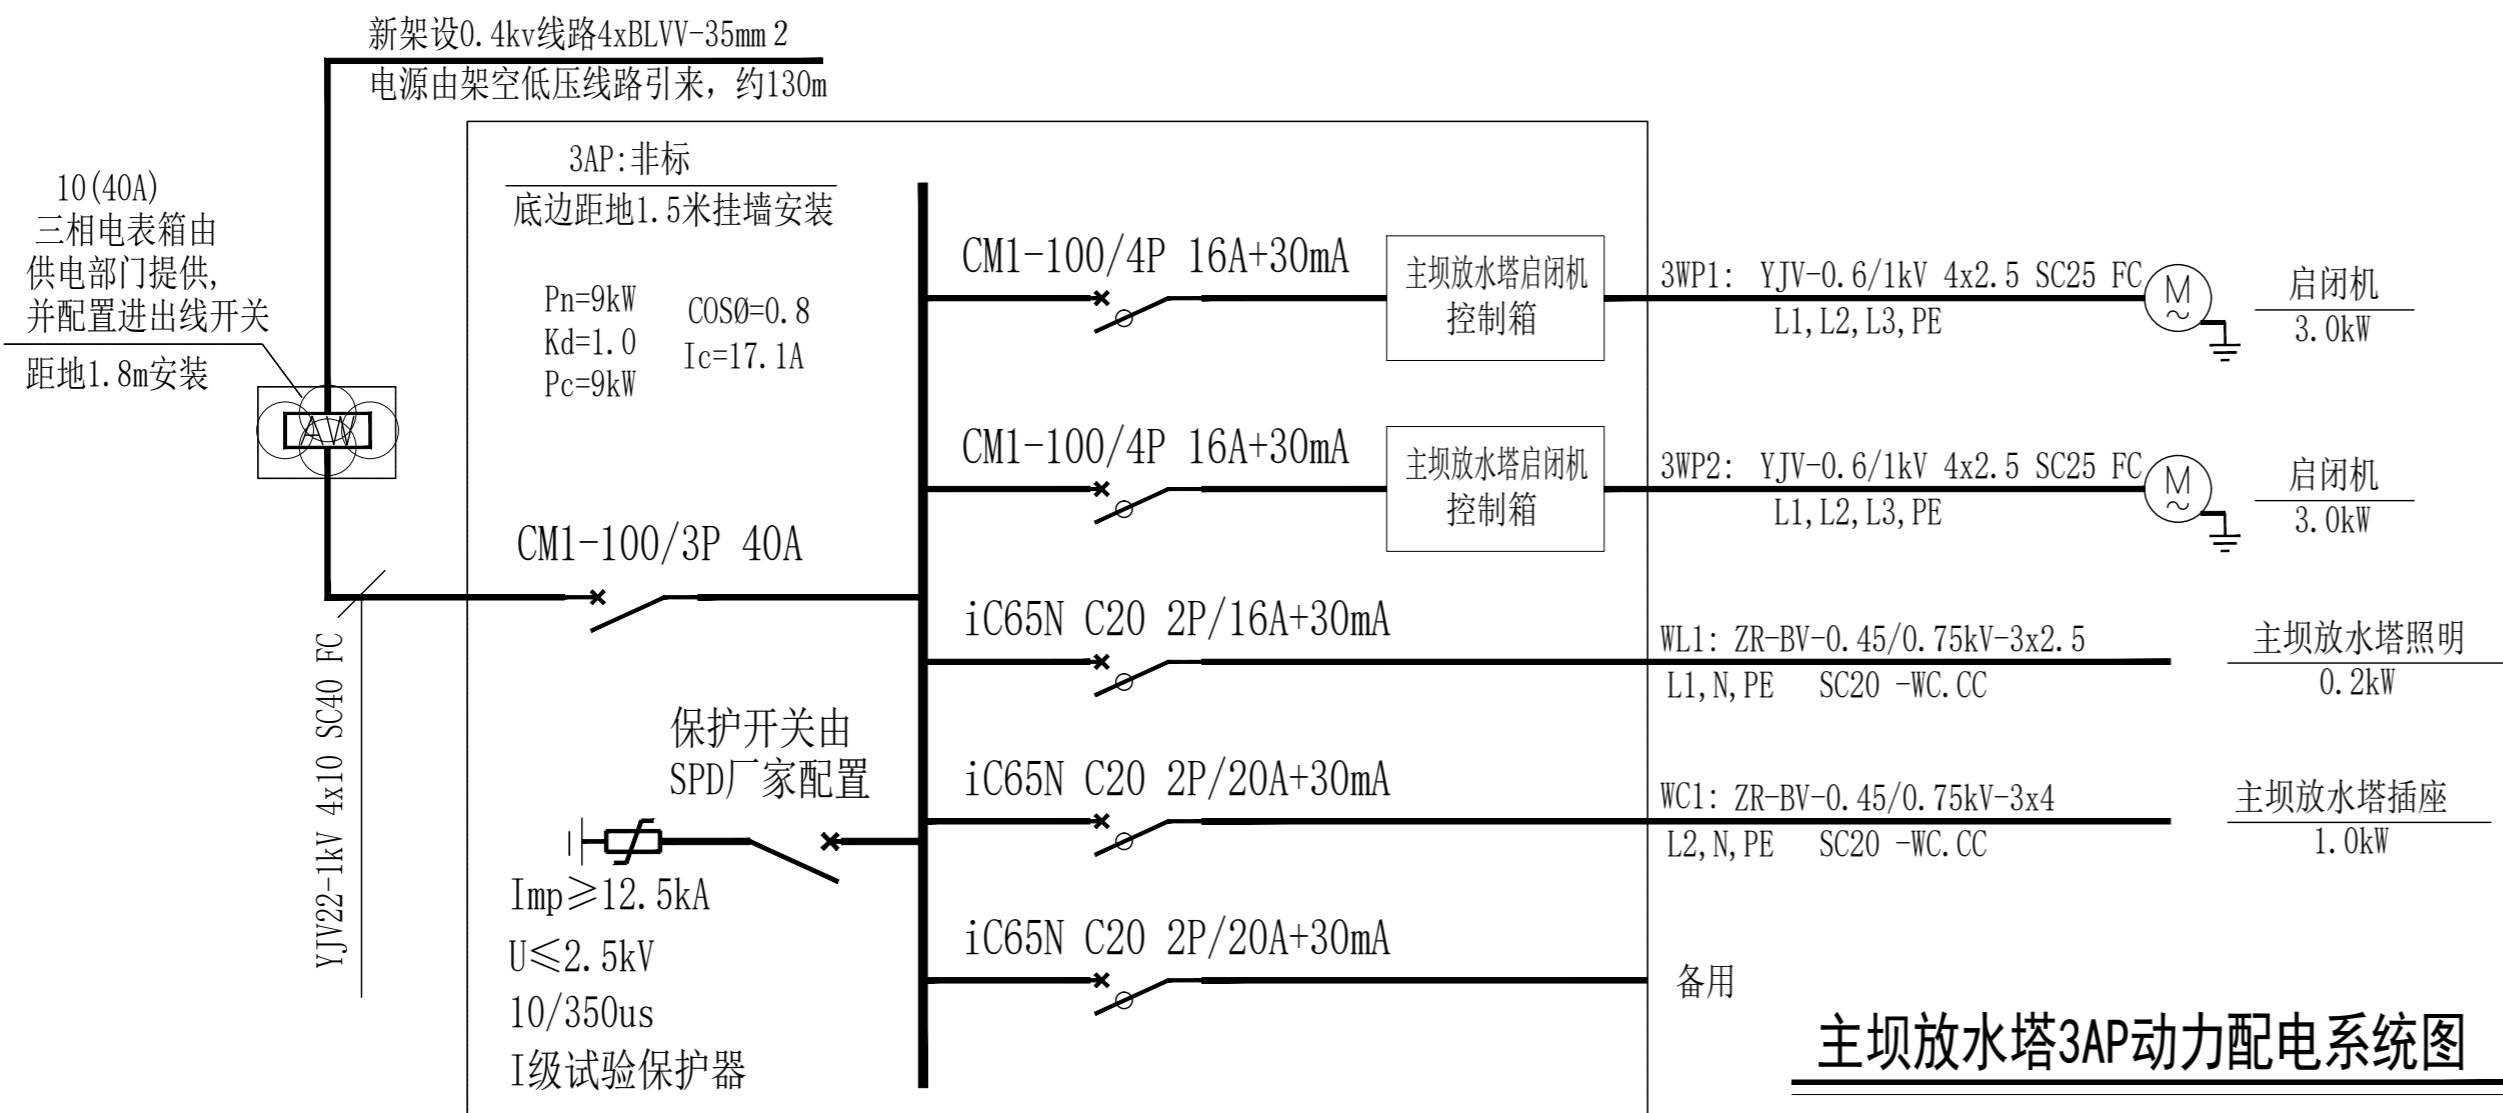 新架设0.4kv线路4xBLVV-35mm2
电源由架空低压线路引来，约130m
10(40A)
三相电表箱由
供电部门提供,
并配置进出线开关
距地1.8m安装
AW
YJV22-1kV 4x10 SC40 FC
3AP:非标
底边距地1.5米挂墙安装
Pn=9kW
Kd=1.0
Pc=9kW
COSØ=0.8
Ic=17.1A
CM1-100/3P 40A
保护开关由
SPD厂家配置
Imp≥12.5kA
U≤2.5kV
10/350us
I级试验保护器
CM1-100/4P 16A+30mA
主坝放水塔启闭机
控制箱
3WP1: YJV-0.6/1kV 4x2.5 SC25 FC
L1,L2,L3,PE
M
~
启闭机
3.0kW
CM1-100/4P 16A+30mA
主坝放水塔启闭机
控制箱
3WP2: YJV-0.6/1kV 4x2.5 SC25 FC
L1,L2,L3,PE
M
~
启闭机
3.0kW
iC65N C20 2P/16A+30mA
WL1: ZR-BV-0.45/0.75kV-3x2.5
L1,N,PE SC20 -WC.CC
主坝放水塔照明
0.2kW
iC65N C20 2P/20A+30mA
WC1: ZR-BV-0.45/0.75kV-3x4
L2,N,PE SC20 -WC.CC
主坝放水塔插座
1.0kW
iC65N C20 2P/20A+30mA
备用
主坝放水塔3AP动力配电系统图